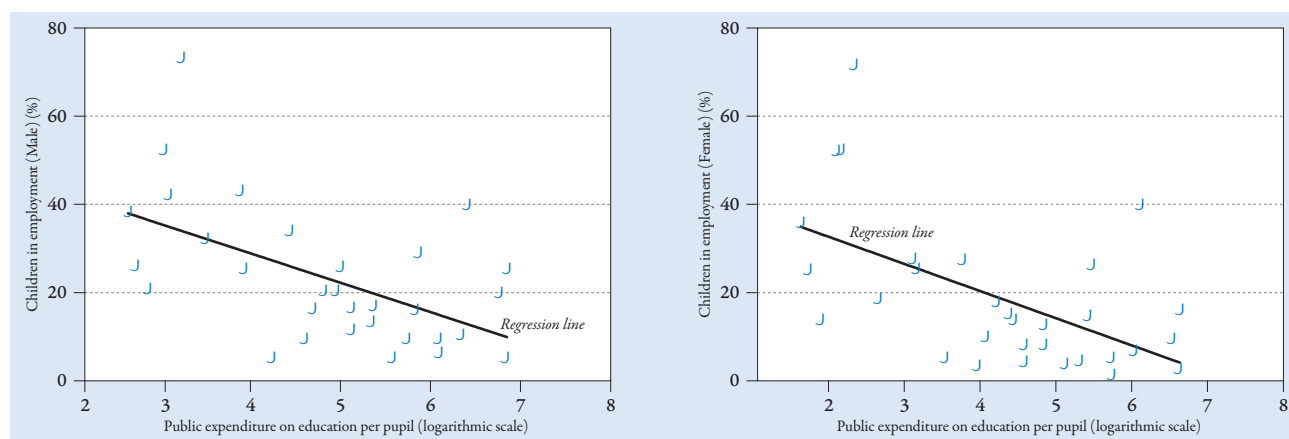 Children in employment (Male) (%)
80
60
40
20
0
2 3 4 5 6 7 8
Regression line
Public expenditure on education per pupil (logarithmic scale)
Children in employment (Female) (%)
80
60
40
20
0
2 3 4 5 6 7 8
Regression line
Public expenditure on education per pupil (logarithmic scale)